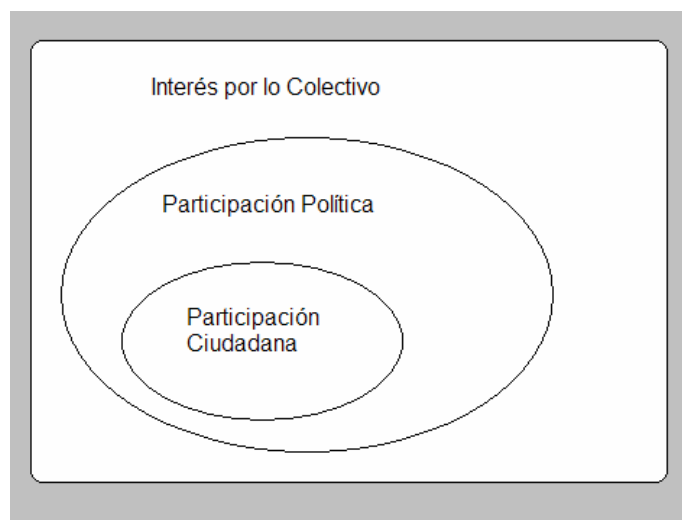 Interés por lo Colectivo
Participación Política
Participación
Ciudadana